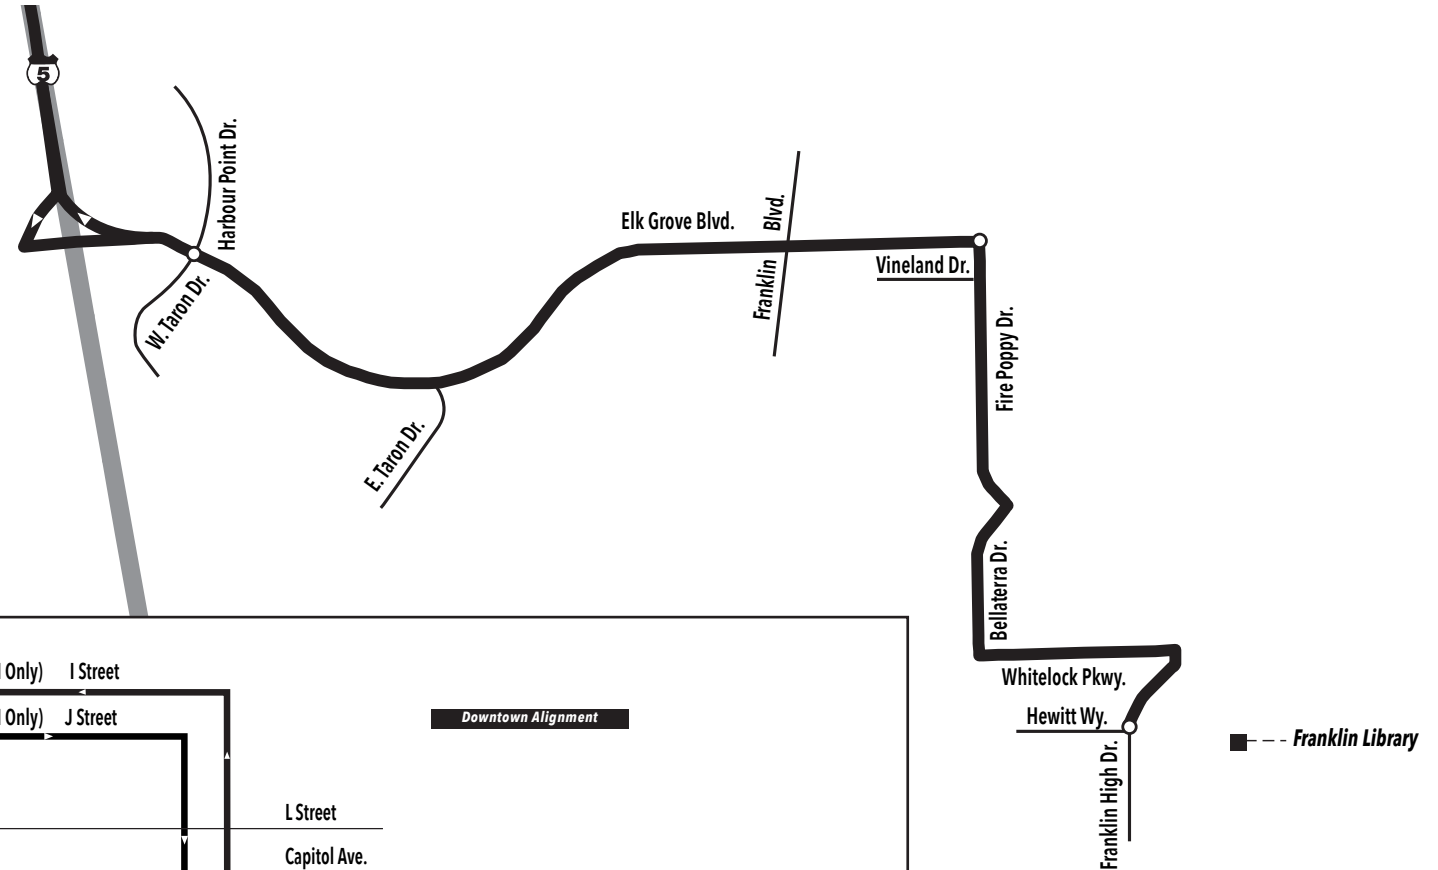 5
Harbour Point Dr.
W. Taron Dr.
E. Taron Dr.
Elk Grove Blvd.
Franklin Blvd.
Vineland Dr.
Fire Poppy Dr.
Bellaterra Dr.
Whitelock Pkwy.
Hewitt Wy.
Franklin High Dr.
Franklin Library
Only) I Street
Only) J Street
Downtown Alignment
L Street
Capitol Ave.